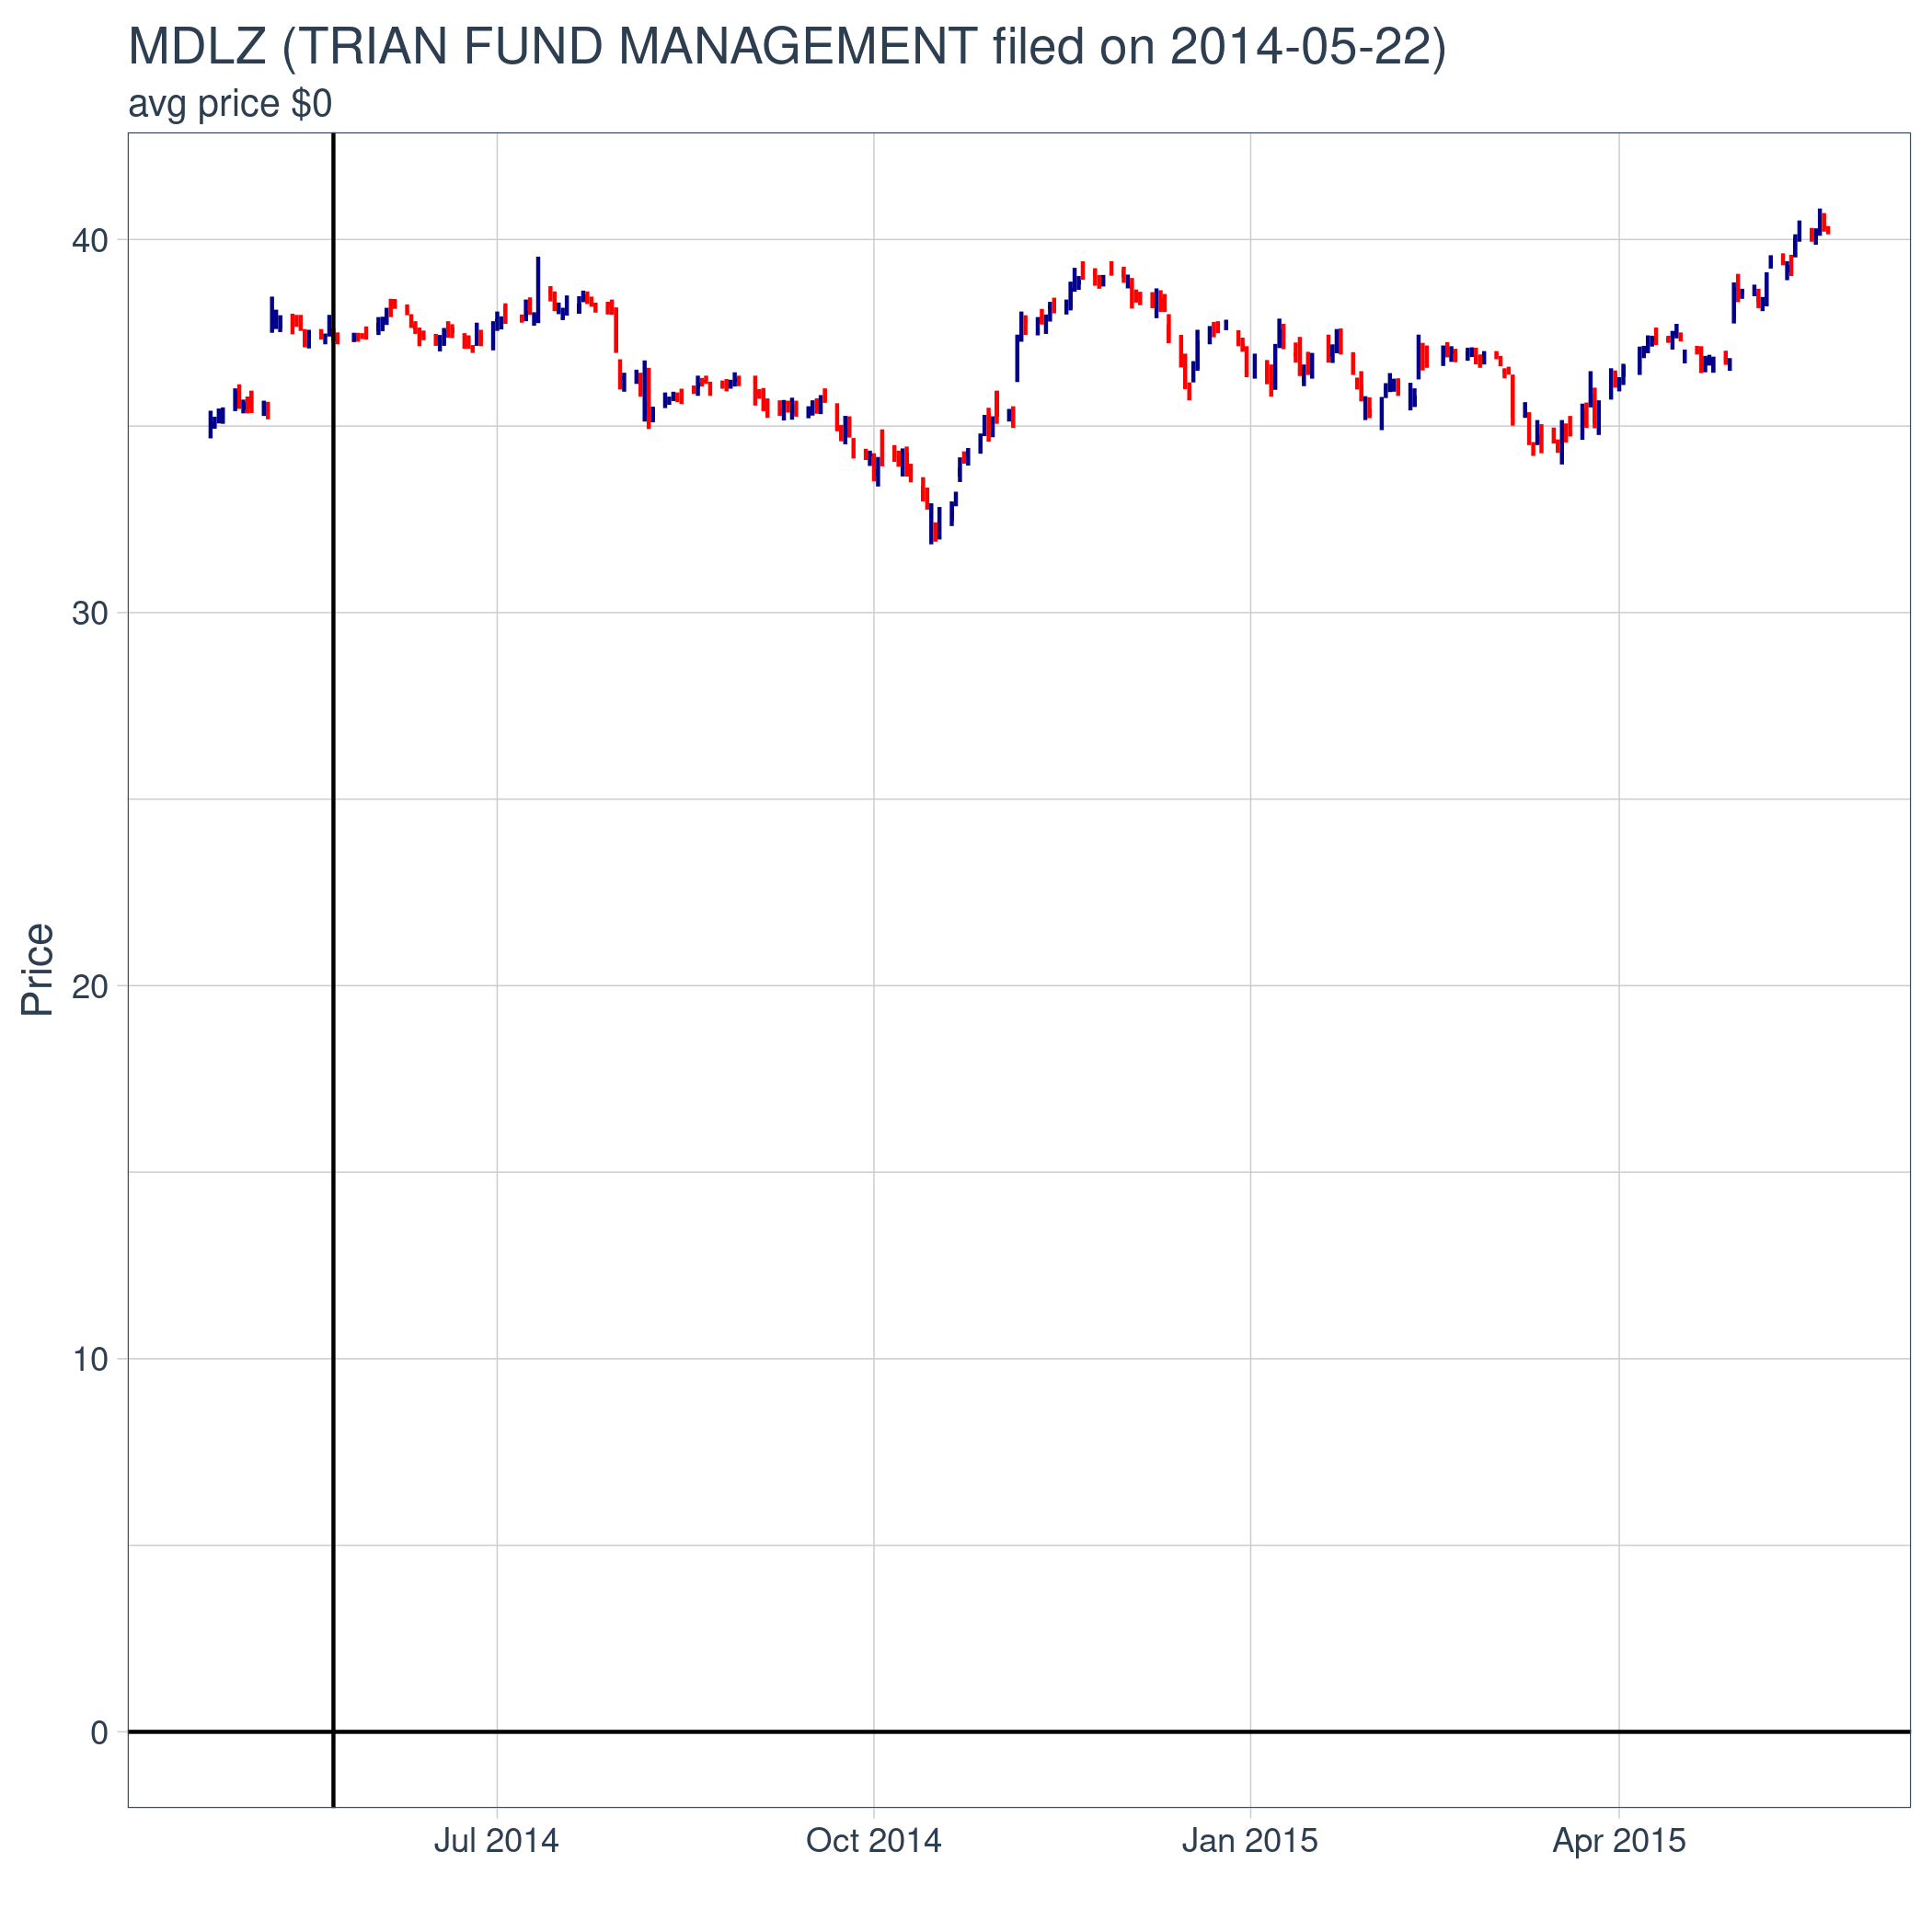 MDLZ (TRIAN FUND MANAGEMENT filed on 2014-05-22)
avg price $0
Price
40
30
20
10
0
Jul 2014
Oct 2014
Jan 2015
Apr 2015